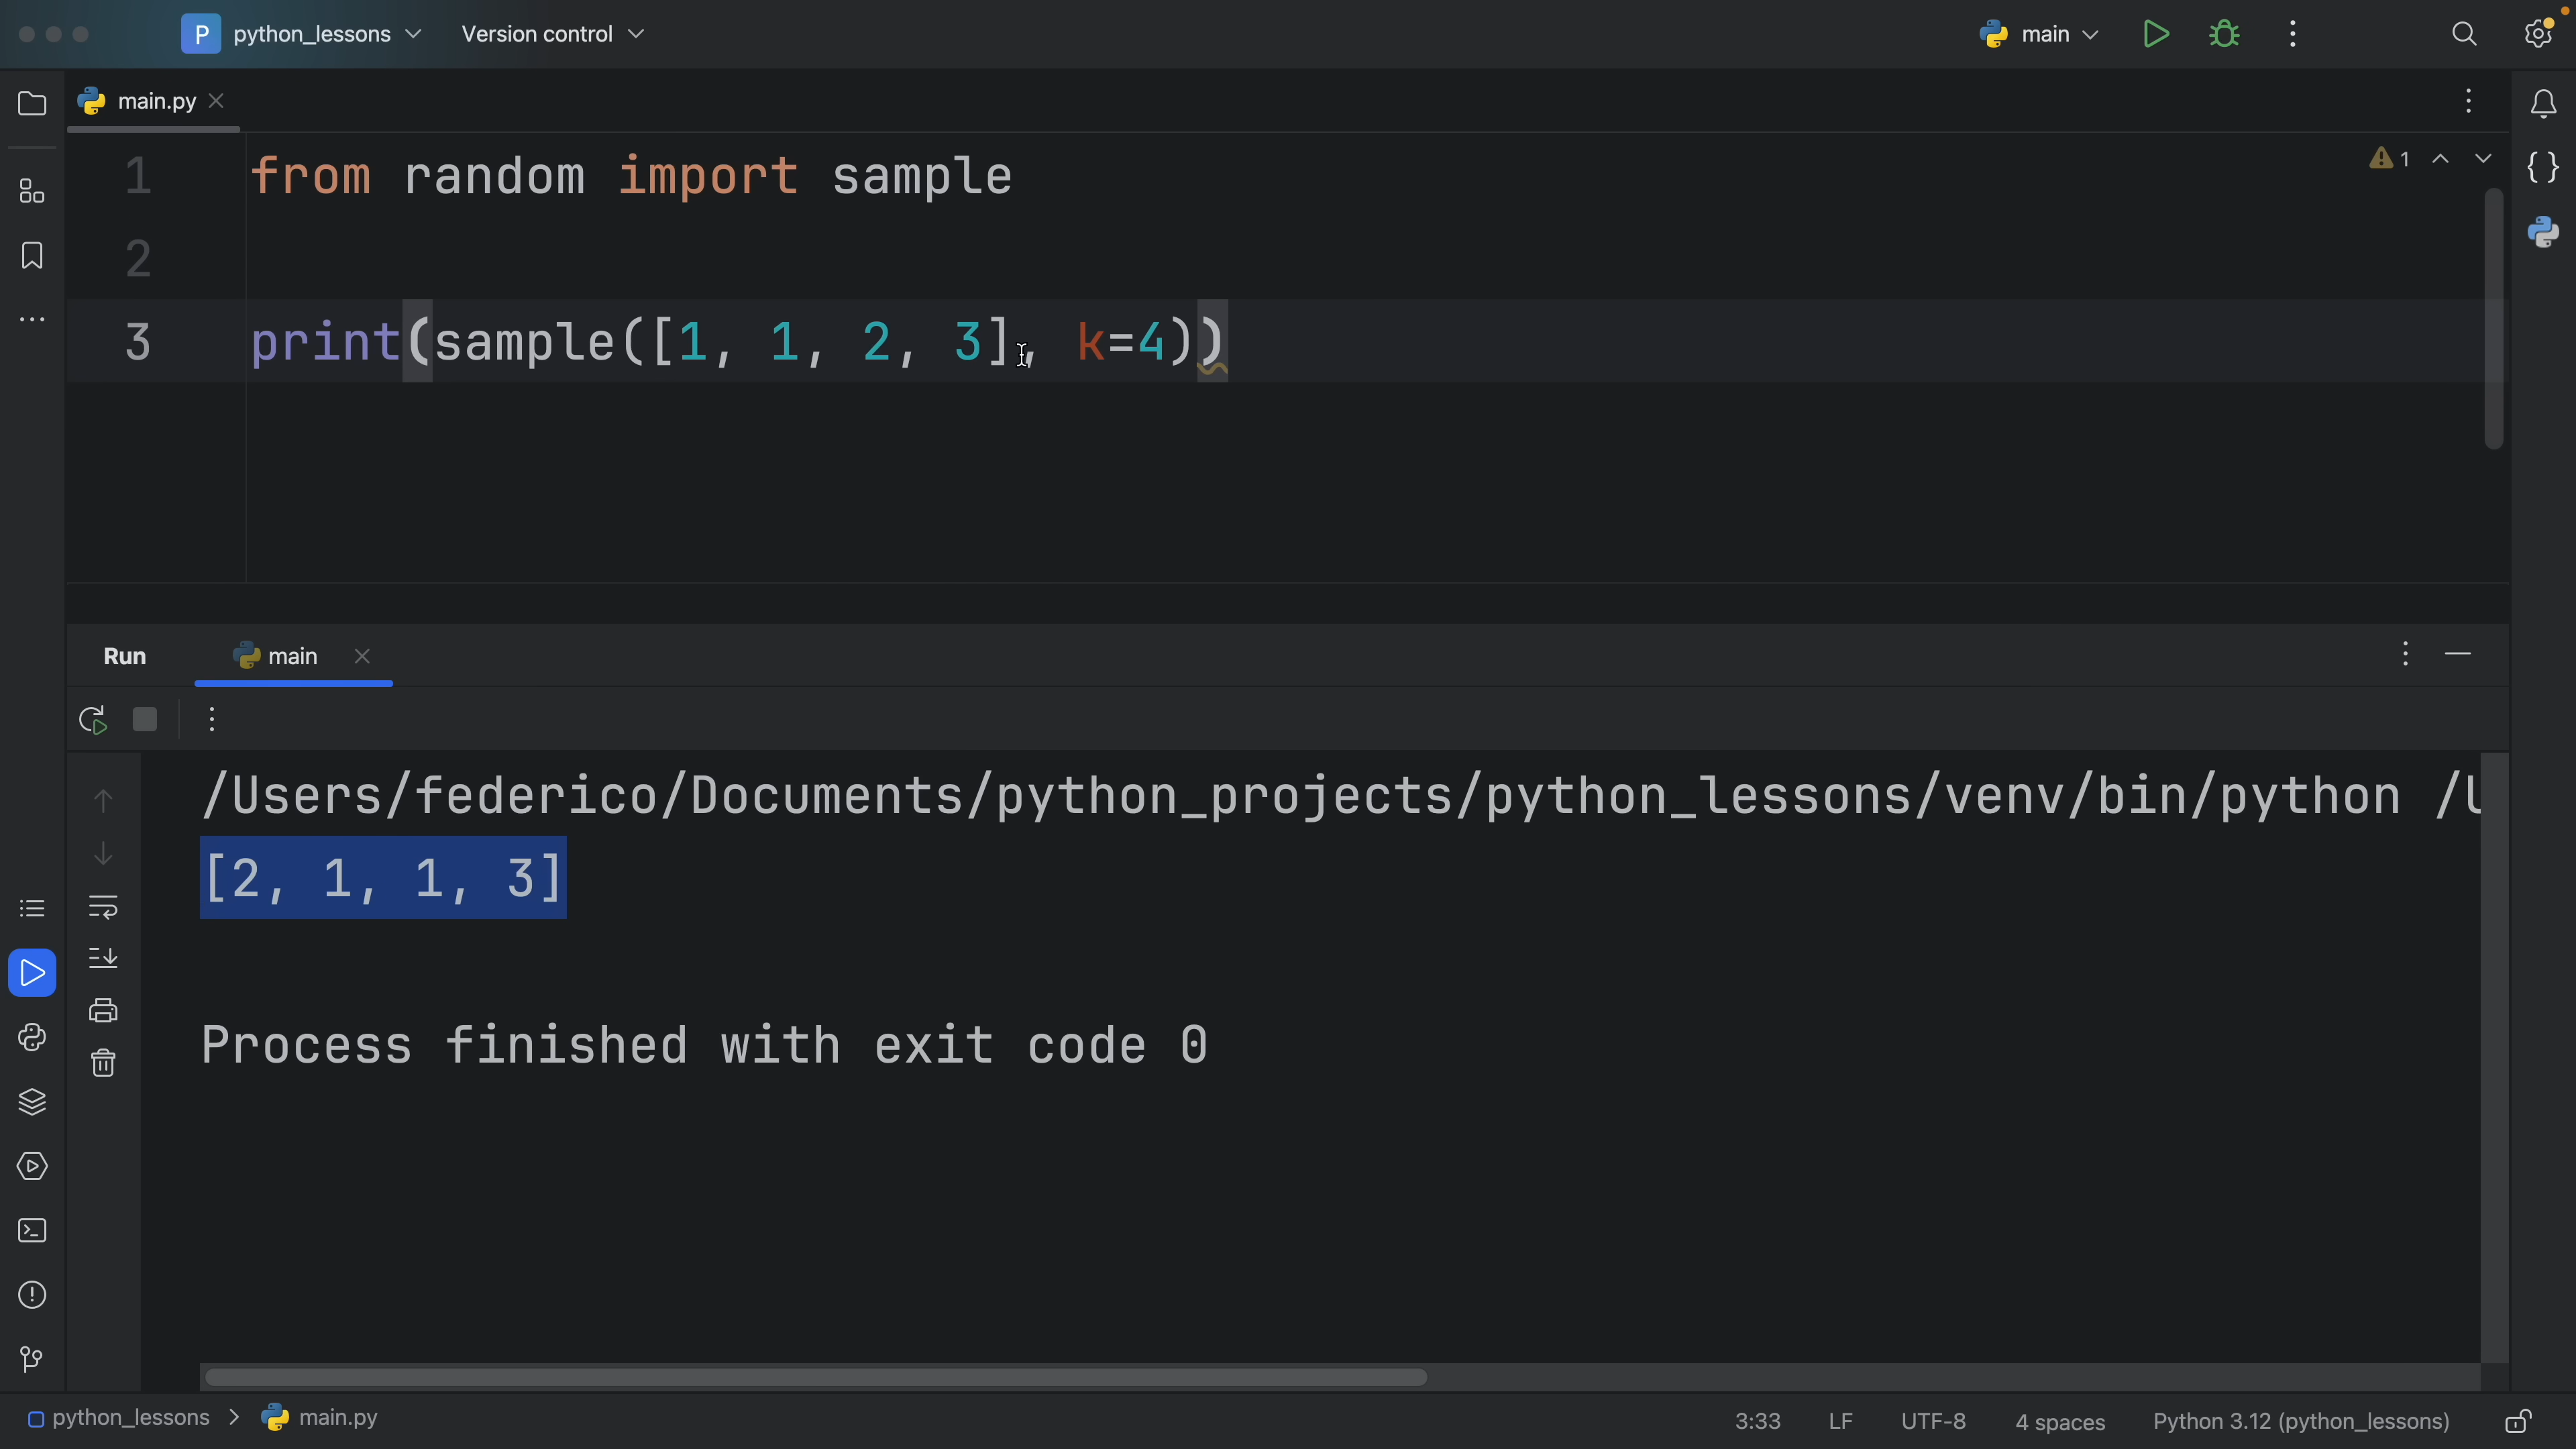 P python_lessons Version control main
main.py
1 from random import sample
1
2
3 print(sample([1, 1, 2, 3], k=4))
Run main
/Users/federico/Documents/python_projects/python_lessons/venv/bin/python /U
[2, 1, 1, 3]
Process finished with exit code 0
python_lessons > main.py 3:33 LF UTF-8 4 spaces Python 3.12 (python_lessons)